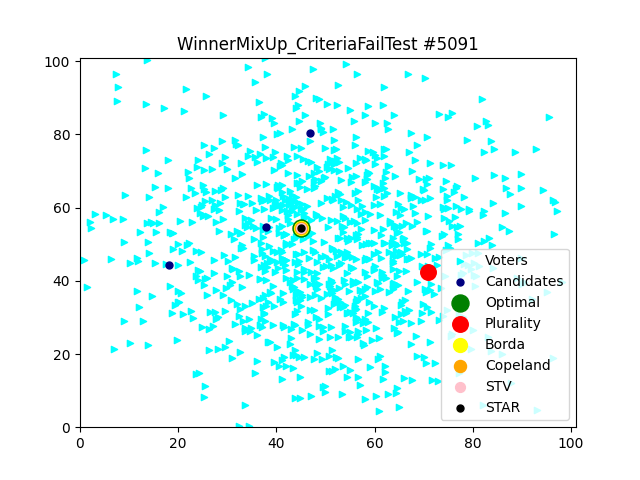 WinnerMixUp_CriteriaFailTest #5091
100
80
60
40
20
0
0
20
40
60
80
100
Voters
Candidates
Optimal
Plurality
Borda
Copeland
STV
STAR